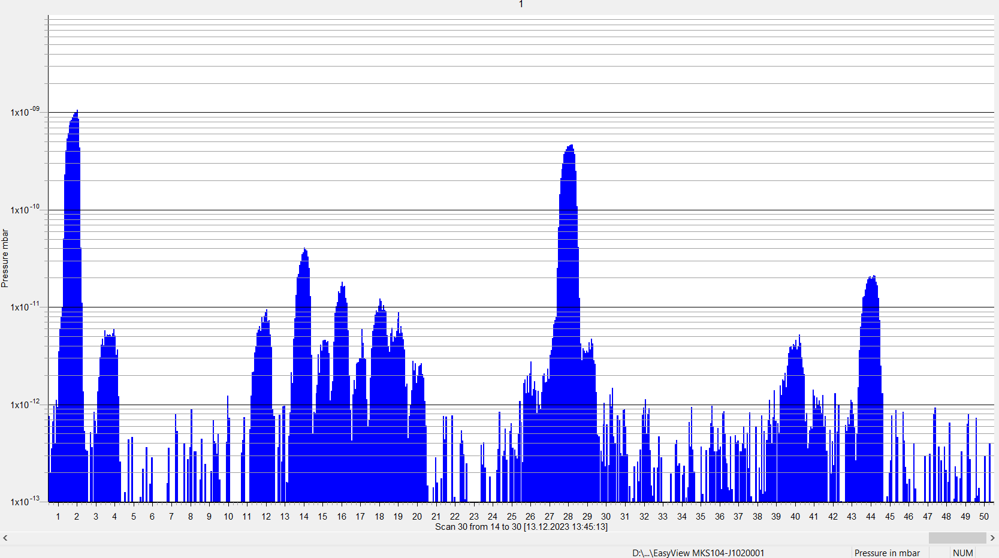 1
1x10-09
1x10-10
1x10-11
1x10-12
1x10-13
Pressure mbar
1 2 3 4 5 6 7 8 9 10 11 12 13 14 15 16 17 18 19 20 21 22 23 24 25 26 27 28 29 30 31 32 33 34 35 36 37 38 39 40 41 42 43 44 45 46 47 48 49 50
Scan 30 from 14 to 30 [13.12.2023 13:45:13]
D:\...\EasyView MKS104-J1020001 Pressure in mbar NUM